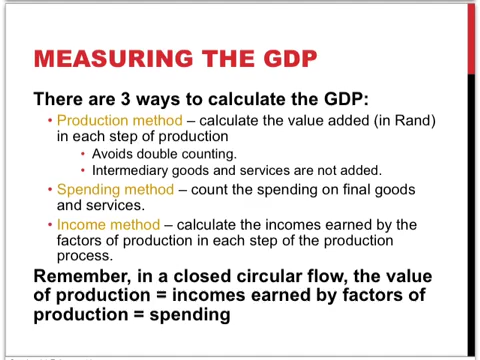 MEASURING THE GDP
There are 3 ways to calculate the GDP:
• Production method – calculate the value added (in Rand)
in each step of production
• Avoids double counting.
• Intermediary goods and services are not added.
• Spending method – count the spending on final goods
and services.
• Income method – calculate the incomes earned by the
factors of production in each step of the production
process.
Remember, in a closed circular flow, the value
of production = incomes earned by factors of
production = spending